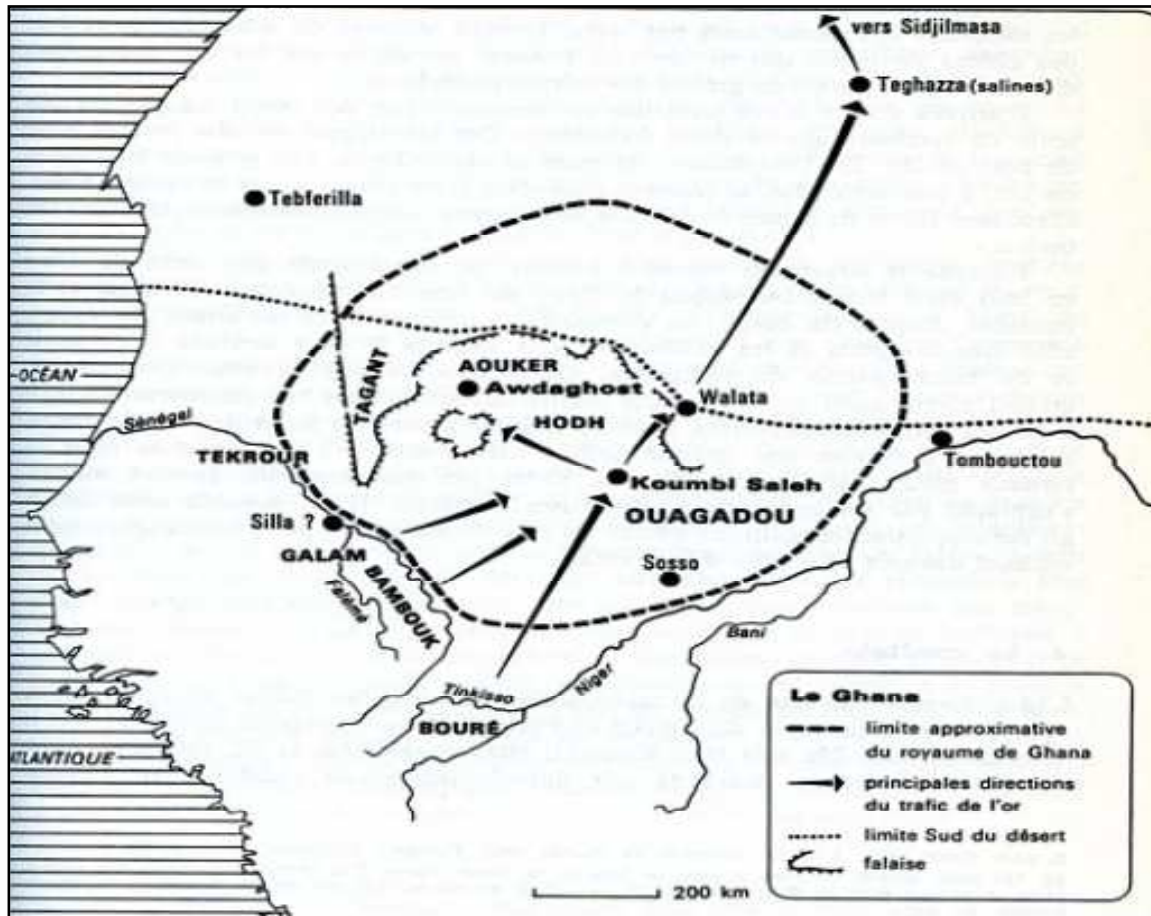 vers Sidjilmasa
Teghazza (salines)
Tebferilla
OCÉAN
AOUKER
Awdaghost
TAGANT
HODH
Walata
Sénégal
TEKROUR
Tombouctou
Koumbi Saleh
OUAGADOU
Silla ?
GALAM
BAMBOUK
Falémé
Sosso
Bani
Tinkisso
Niger
BOURÉ
ATLANTIQUE
Le Ghana
limite approximative
du royaume de Ghana
principales directions
du trafic de l'or
limite Sud du désert
falaise
200 km